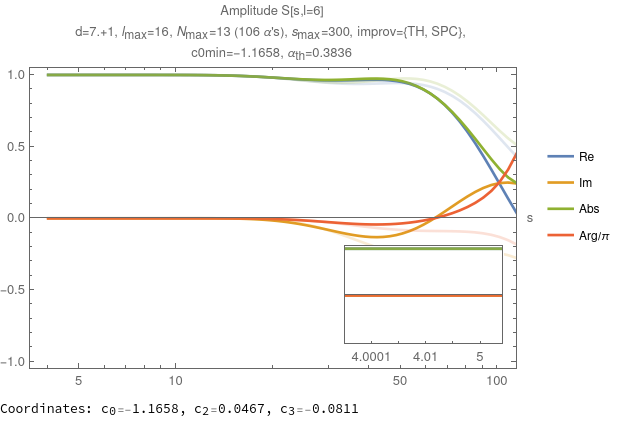 Amplitude S[s,l=6]
d=7.+1, lmax=16, Nmax=13 (106 α's), smax=300, improv={TH, SPC},
c0min=-1.1658, αth=0.3836
1.0
0.5
0.0
-0.5
-1.0
s
4.0001 4.01 5
5 10 50 100
Re
Im
Abs
Arg/π
Coordinates: c0=-1.1658, c2=0.0467, c3=-0.0811